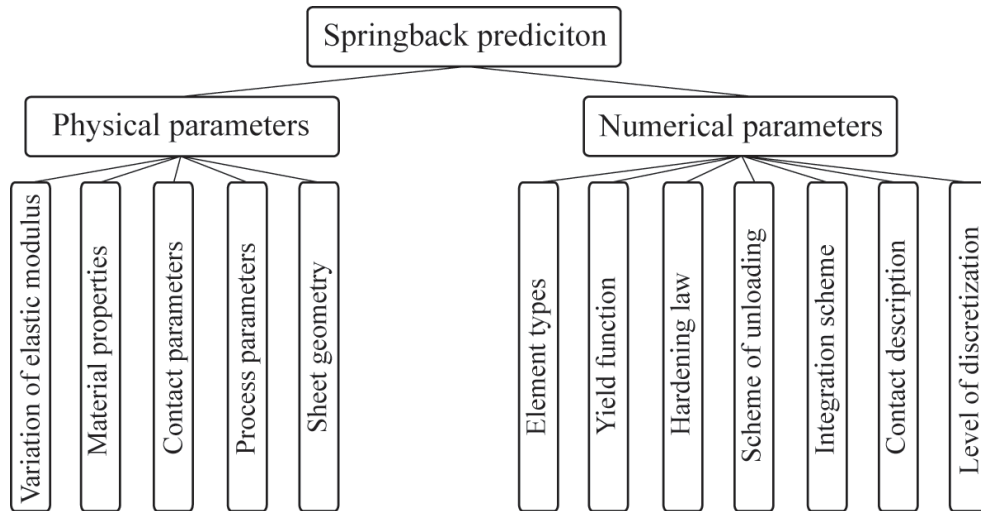 Springback prediciton
Physical parameters
Numerical parameters
Variation of elastic modulus
Material properties
Contact parameters
Process parameters
Sheet geometry
Element types
Yield function
Hardening law
Scheme of unloading
Integration scheme
Contact description
Level of discretization